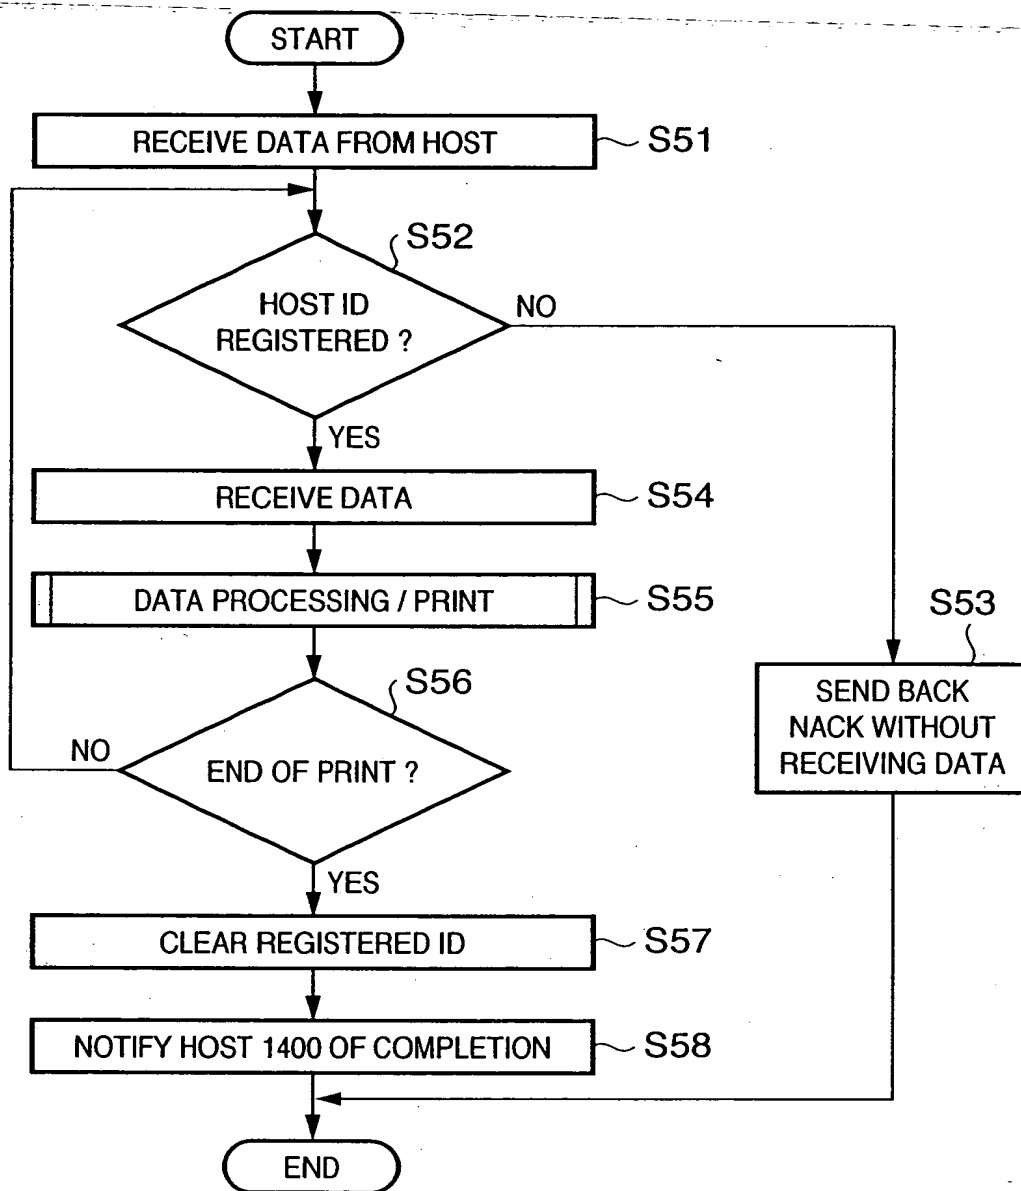 START
RECEIVE DATA FROM HOST
S51
S52
HOST ID
REGISTERED ?
NO
YES
RECEIVE DATA
S54
DATA PROCESSING / PRINT
S55
S53
SEND BACK
NACK WITHOUT
RECEIVING DATA
S56
NO
END OF PRINT ?
YES
CLEAR REGISTERED ID
S57
NOTIFY HOST 1400 OF COMPLETION
S58
END